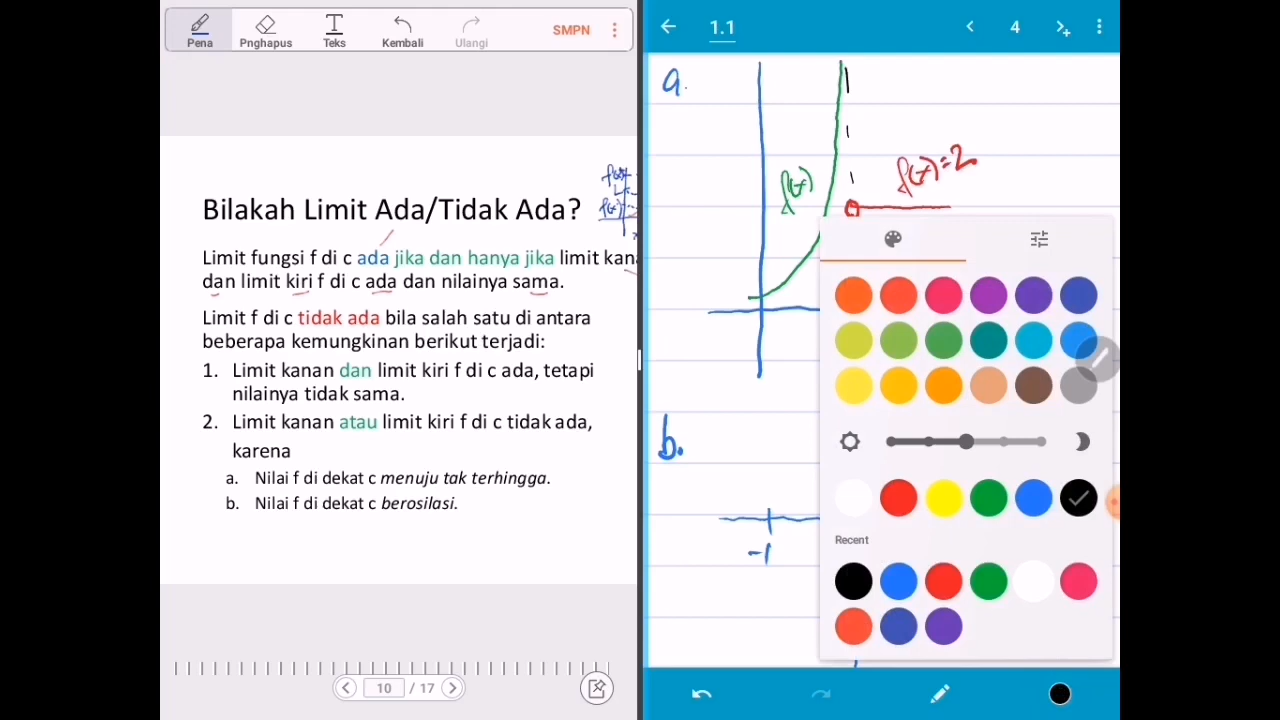 Pena
Pnghapus
Teks
Kembali
Ulangi
SMPN
Bilakah Limit Ada/Tidak Ada?
Limit fungsi f di c ada jika dan hanya jika limit kana
dan limit kiri f di c ada dan nilainya sama.
Limit f di c tidak ada bila salah satu di antara
beberapa kemungkinan berikut terjadi:
1. Limit kanan dan limit kiri f di c ada, tetapi
nilainya tidak sama.
2. Limit kanan atau limit kiri f di c tidak ada,
karena
a. Nilai f di dekat c menuju tak terhingga.
b. Nilai f di dekat c berosilasi.
10 / 17
1.1
4
a.
f(x)
f(x)=2
b.
-1
Recent